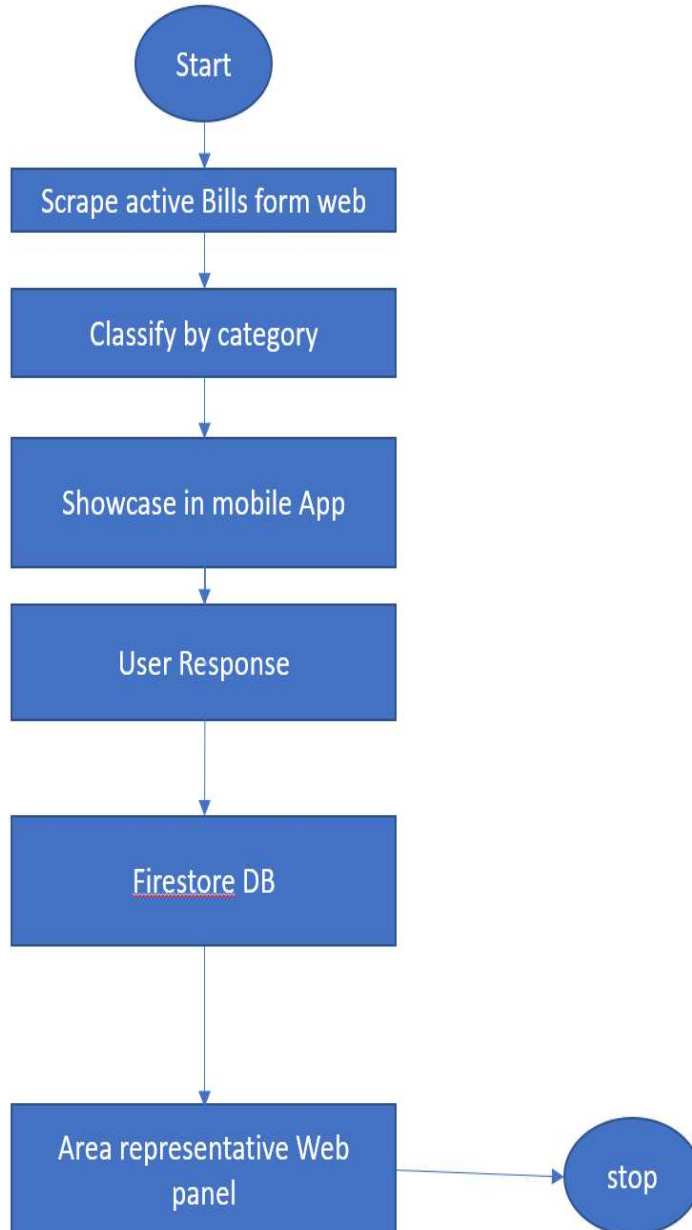 Start
Scrape active Bills form web
Classify by category
Showcase in mobile App
User Response
Firestore DB
Area representative Web
panel
stop